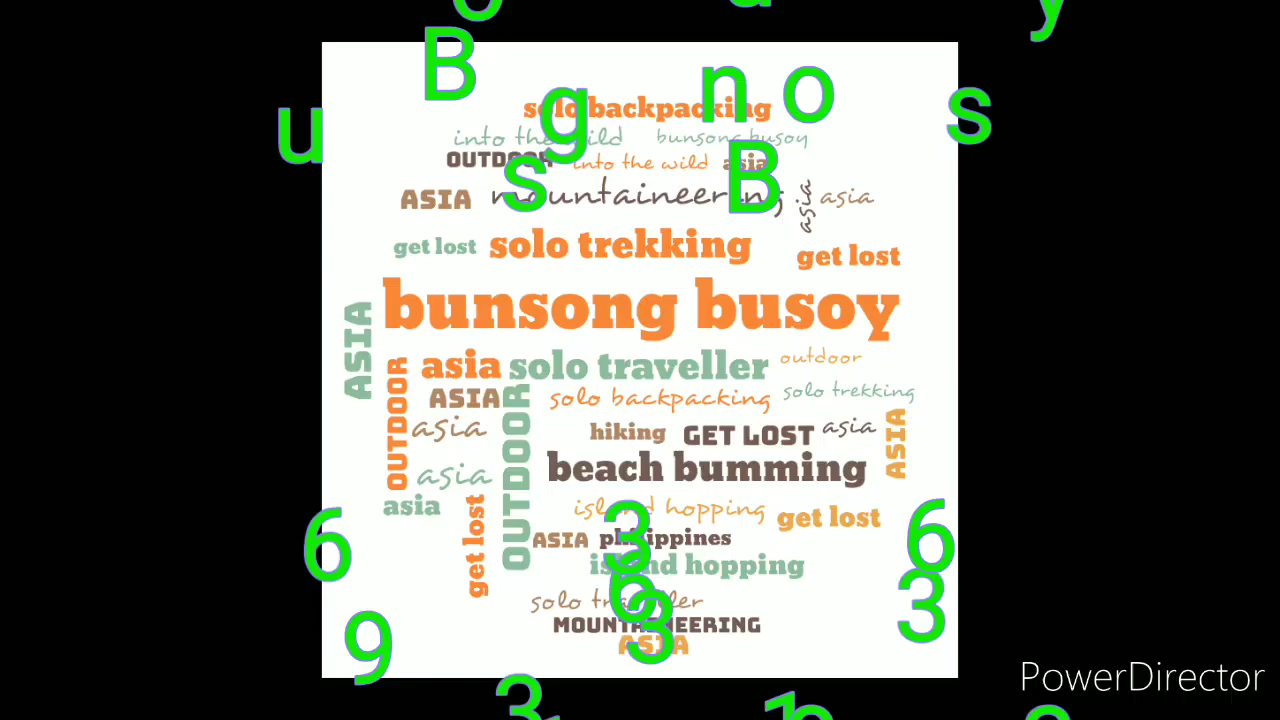 o u y
B
u g n o s
solo backpacking
into the wild bunsong busoy
OUTDOOR into the wild asia
s B
ASIA mountaineering asia asia
get lost solo trekking get lost
bunsong busoy
ASIA
asia solo traveller outdoor
OUTDOOR ASIA OUTDOOR solo backpacking solo trekking
asia hiking GET LOST asia ASIA
asia beach bumming
asia get lost island hopping get lost
6 3 6
ASIA philippines
island hopping
6 3
solo traveller
MOUNTAINEERING
9 3
ASIA
3
PowerDirector